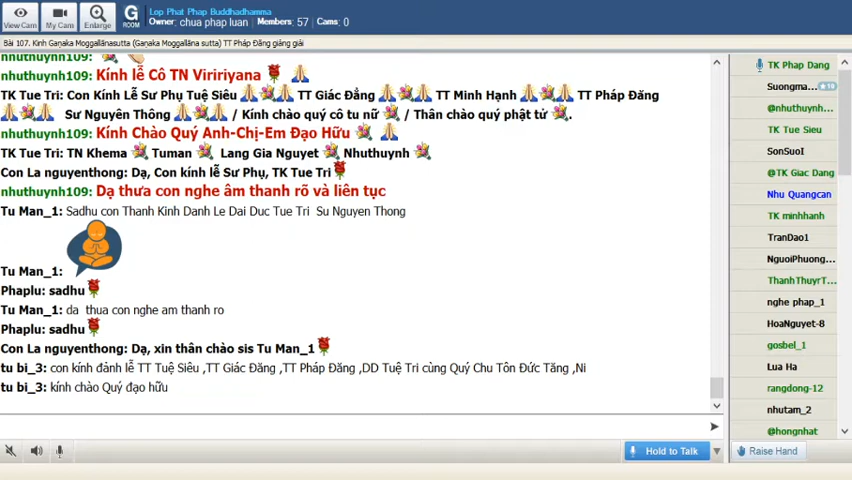 View Cam
My Cam
Enlarge
G
ROOM
Lop Phat Phap Buddhadhamma
Owner: chua phap luan Members: 57 Cams: 0
Bài 107. Kinh Gaṇaka Moggallānasutta (Gaṇaka Moggallāna sutta) TT Pháp Đăng giảng giải
nhuthuynh109:
nhuthuynh109: Kính lễ Cô TN Viririyana
TK Tue Tri: Con Kính Lễ Sư Phụ Tuệ Siêu TT Giác Đẳng TT Minh Hạnh TT Pháp Đăng
Sư Nguyên Thông / Kính chào quý cô tu nữ / Thân chào quý phật tử .
nhuthuynh109: Kính Chào Quý Anh-Chị-Em Đạo Hữu
TK Tue Tri: TN Khema Tuman Lang Gia Nguyet Nhuthuynh
Con La nguyenthong: Dạ, Con kính lễ Sư Phụ, TK Tue Tri
nhuthuynh109: Dạ thưa con nghe âm thanh rõ và liên tục
Tu Man_1: Sadhu con Thanh Kinh Danh Le Dai Duc Tue Tri Su Nguyen Thong
Tu Man_1:
Phaplu: sadhu
Tu Man_1: da thua con nghe am thanh ro
Phaplu: sadhu
Con La nguyenthong: Dạ, xin thân chào sis Tu Man_1
tu bi_3: con kính đảnh lễ TT Tuệ Siêu ,TT Giác Đăng ,TT Pháp Đăng ,DD Tuệ Tri cùng Quý Chu Tôn Đức Tăng ,Ni
tu bi_3: kính chào Quý đạo hữu
Hold to Talk
TK Phap Dang
Suongma... 10
@nhuthuynh...
TK Tue Sieu
SonSuoI
@TK Giac Dang
Nhu Quangcan
TK minhhanh
TranDao1
NguoiPhuong...
ThanhThuyrT...
nghe phap_1
HoaNguyet-8
gosbel_1
Lua Ha
rangdong-12
nhutam_2
@hongnhat
Raise Hand